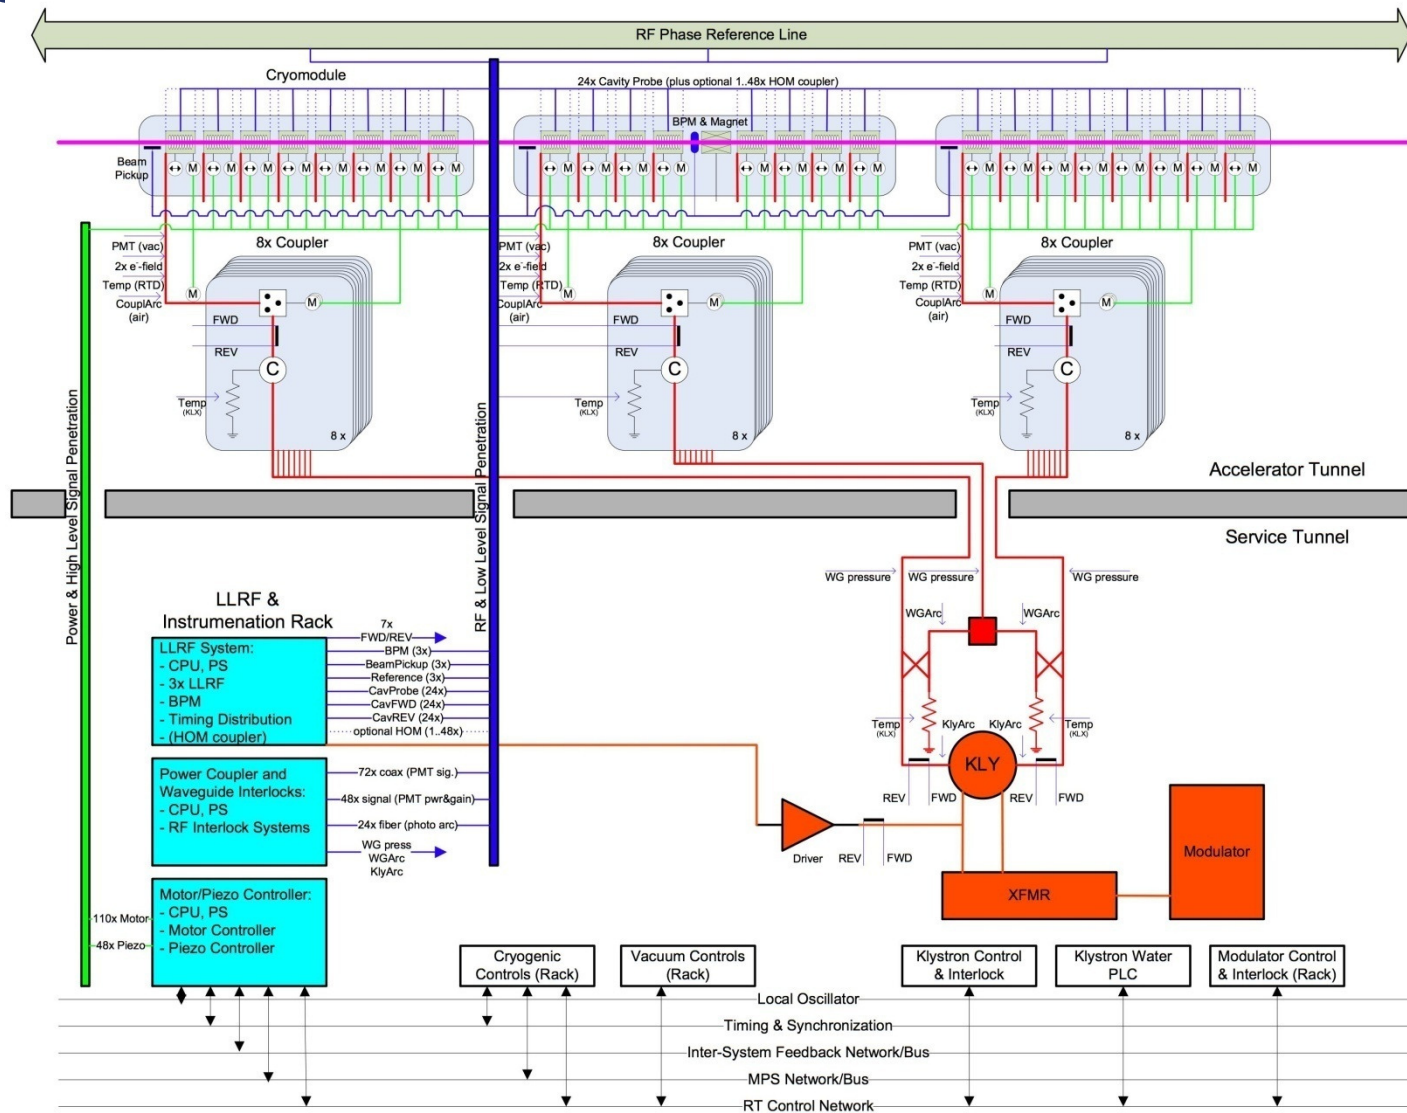 RF Phase Reference Line
Cryomodule
24x Cavity Probe (plus optional 1..48x HOM coupler)
BPM & Magnet
Beam
Pickup
M M M M M M M M
M M M M M M M M
M M M M M M M M
8x Coupler
PMT (vac)
2x e-field
Temp (RTD)
CouplArc
(air)
M
M
FWD
REV
C
Temp
(KLX)
8 x
8x Coupler
PMT (vac)
2x e-field
Temp (RTD)
CouplArc
(air)
M
M
FWD
REV
C
Temp
(KLX)
8 x
8x Coupler
PMT (vac)
2x e-field
Temp (RTD)
CouplArc
(air)
M
M
FWD
REV
C
Temp
(KLX)
8 x
Power & High Level Signal Penetration
RF & Low Level Signal Penetration
Accelerator Tunnel
Service Tunnel
LLRF &
Instrumenation Rack
LLRF System:
- CPU, PS
- 3x LLRF
- BPM
- Timing Distribution
- (HOM coupler)
7x
FWD/REV
BPM (3x)
BeamPickup (3x)
Reference (3x)
CavProbe (24x)
CavFWD (24x)
CavREV (24x)
optional HOM (1..48x)
Power Coupler and
Waveguide Interlocks:
- CPU, PS
- RF Interlock Systems
72x coax (PMT sig.)
48x signal (PMT pwr&gain)
24x fiber (photo arc)
WG press
WGArc
KlyArc
Motor/Piezo Controller:
- CPU, PS
- Motor Controller
- Piezo Controller
110x Motor
48x Piezo
WG pressure
WG pressure
WG pressure
WGArc
WGArc
Temp
(KLX)
KlyArc
KlyArc
Temp
(KLX)
KLY
REV
FWD
REV
FWD
Driver
REV
FWD
XFMR
Modulator
Cryogenic
Controls (Rack)
Vacuum Controls
(Rack)
Klystron Control
& Interlock
Klystron Water
PLC
Modulator Control
& Interlock (Rack)
Local Oscillator
Timing & Synchronization
Inter-System Feedback Network/Bus
MPS Network/Bus
RT Control Network